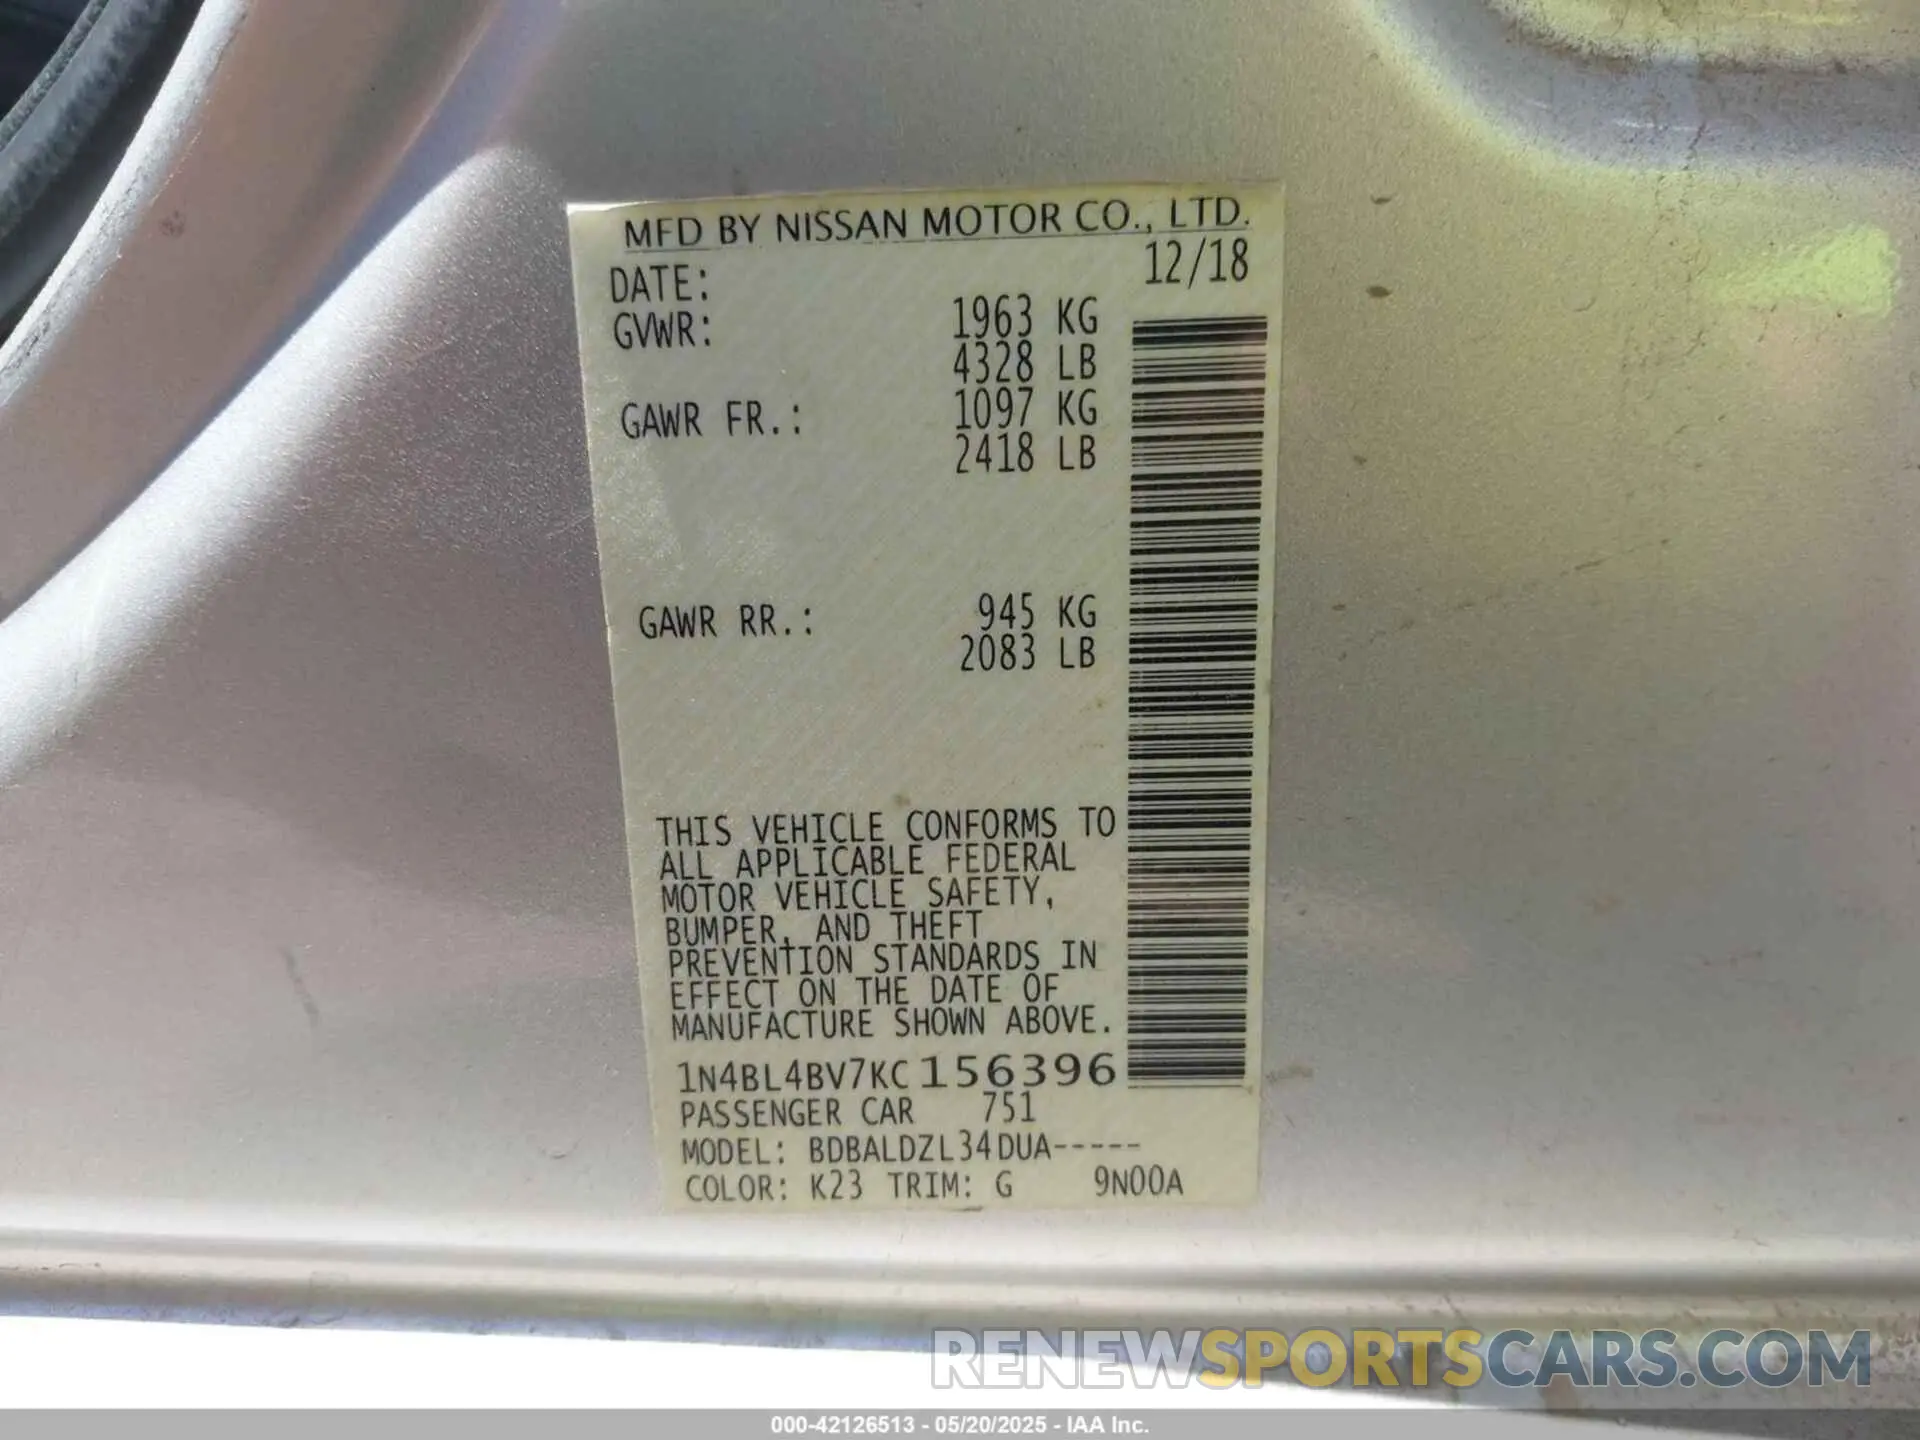 MFD BY NISSAN MOTOR CO., LTD.
DATE: 12/18
GVWR: 1963 KG
4328 LB
GAWR FR.: 1097 KG
2418 LB
GAWR RR.: 945 KG
2083 LB
THIS VEHICLE CONFORMS TO
ALL APPLICABLE FEDERAL
MOTOR VEHICLE SAFETY,
BUMPER, AND THEFT
PREVENTION STANDARDS IN
EFFECT ON THE DATE OF
MANUFACTURE SHOWN ABOVE.
1N4BL4BV7KC156396
PASSENGER CAR 751
MODEL: BDBALDZL34DUA-----
COLOR: K23 TRIM: G 9N00A
RENEWSPORTSCARS.COM
000-42126513 - 05/20/2025 - IAA Inc.